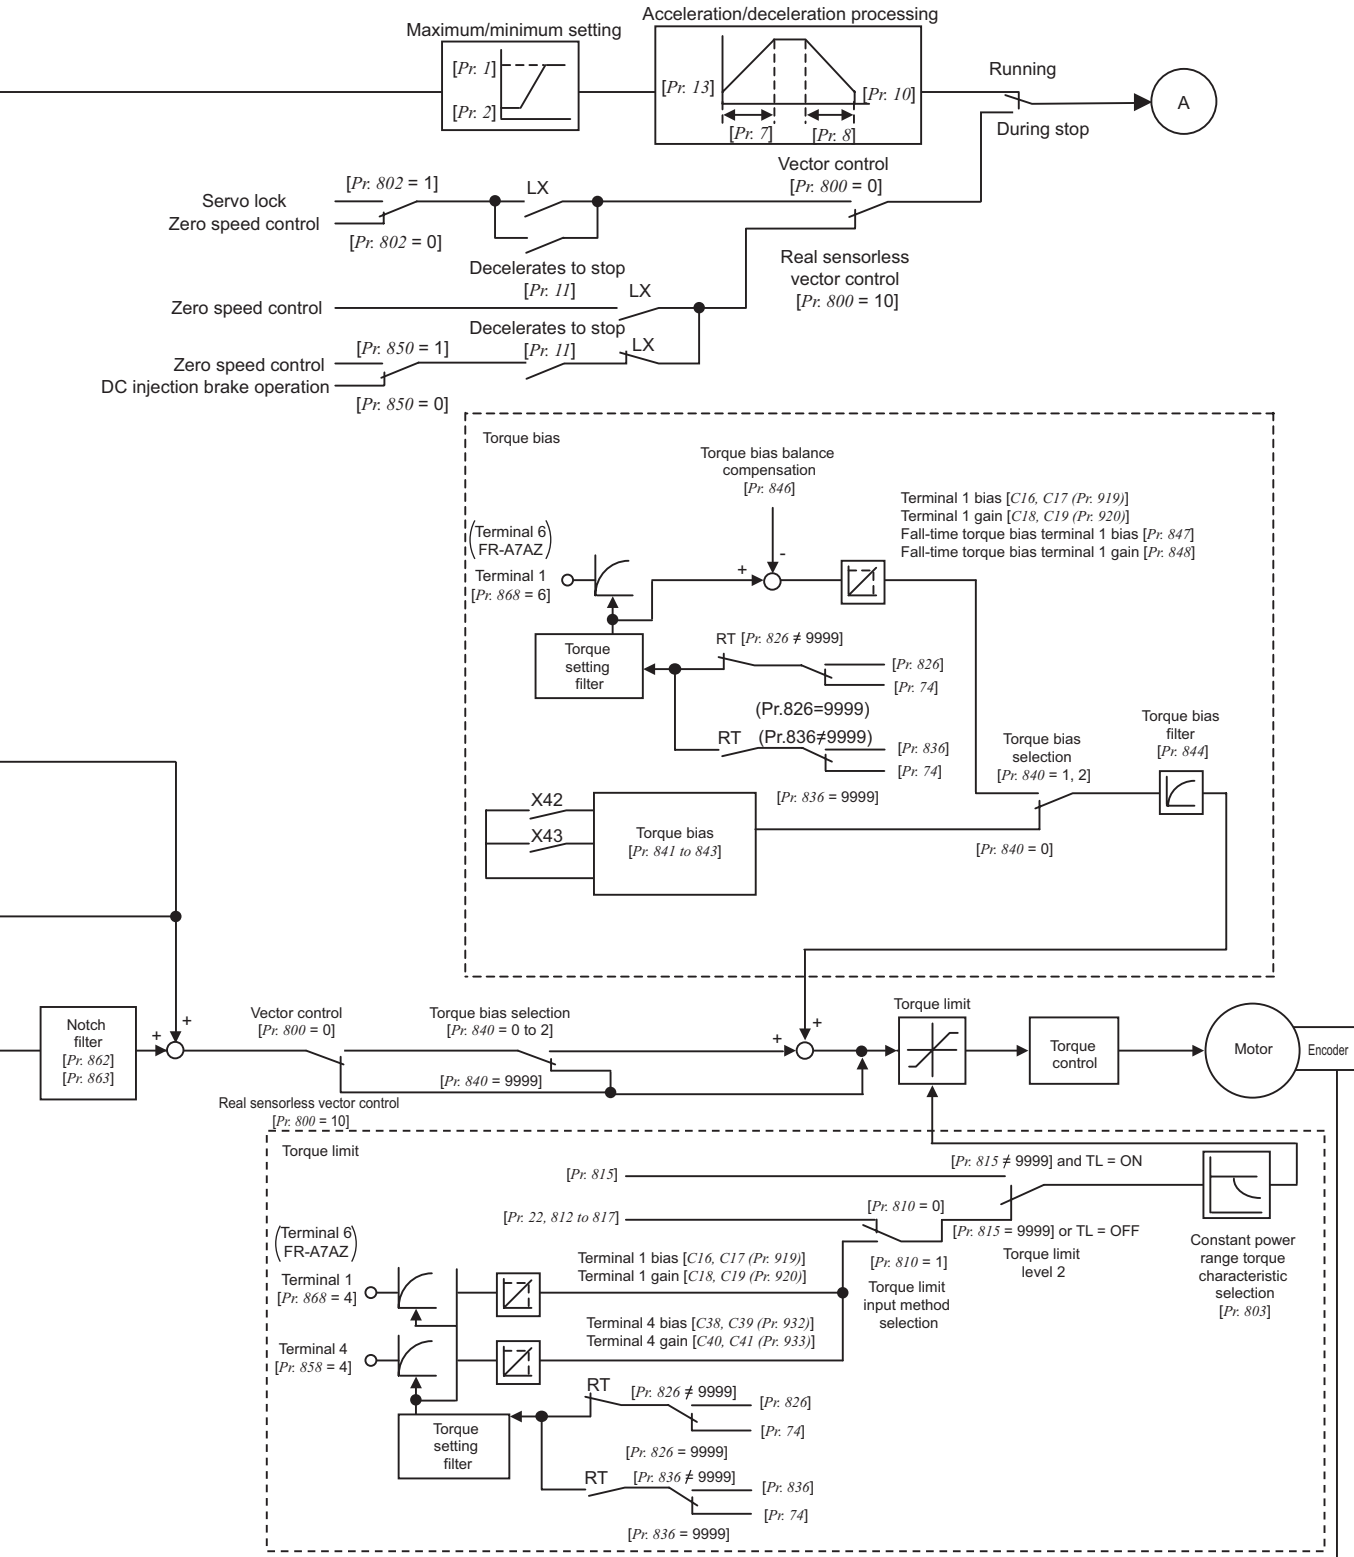 Acceleration/deceleration processing
Maximum/minimum setting
[Pr. 1]
[Pr. 2]
[Pr. 13]
[Pr. 10]
[Pr. 7]
[Pr. 8]
Running
A
During stop
Vector control
[Pr. 800 = 0]
[Pr. 802 = 1]
LX
Servo lock
Zero speed control
[Pr. 802 = 0]
Decelerates to stop
[Pr. 11]
Real sensorless
vector control
[Pr. 800 = 10]
LX
Zero speed control
Decelerates to stop
[Pr. 11]
LX
[Pr. 850 = 1]
Zero speed control
DC injection brake operation
[Pr. 850 = 0]
Torque bias
Torque bias balance
compensation
[Pr. 846]
Terminal 1 bias [C16, C17 (Pr. 919)]
Terminal 1 gain [C18, C19 (Pr. 920)]
Fall-time torque bias terminal 1 bias [Pr. 847]
Fall-time torque bias terminal 1 gain [Pr. 848]
(Terminal 6
FR-A7AZ)
Terminal 1
[Pr. 868 = 6]
+
-
Torque
setting
filter
RT [Pr. 826 ≠ 9999]
[Pr. 826]
[Pr. 74]
(Pr.826=9999)
RT (Pr.836≠9999)
[Pr. 836]
[Pr. 74]
[Pr. 836 = 9999]
Torque bias
selection
[Pr. 840 = 1, 2]
Torque bias
filter
[Pr. 844]
X42
X43
Torque bias
[Pr. 841 to 843]
[Pr. 840 = 0]
Notch
filter
[Pr. 862]
[Pr. 863]
+
+
Vector control
[Pr. 800 = 0]
Torque bias selection
[Pr. 840 = 0 to 2]
[Pr. 840 = 9999]
Real sensorless vector control
[Pr. 800 = 10]
+
+
Torque limit
Torque
control
Motor
Encoder
Torque limit
[Pr. 815]
[Pr. 815 ≠ 9999] and TL = ON
[Pr. 22, 812 to 817]
[Pr. 810 = 0]
[Pr. 815 = 9999] or TL = OFF
Torque limit
level 2
[Pr. 810 = 1]
Torque limit
input method
selection
Constant power
range torque
characteristic
selection
[Pr. 803]
(Terminal 6
FR-A7AZ)
Terminal 1
[Pr. 868 = 4]
Terminal 1 bias [C16, C17 (Pr. 919)]
Terminal 1 gain [C18, C19 (Pr. 920)]
Terminal 4
[Pr. 858 = 4]
Terminal 4 bias [C38, C39 (Pr. 932)]
Terminal 4 gain [C40, C41 (Pr. 933)]
Torque
setting
filter
RT [Pr. 826 ≠ 9999]
[Pr. 826]
[Pr. 74]
[Pr. 826 = 9999]
RT [Pr. 836 ≠ 9999]
[Pr. 836]
[Pr. 74]
[Pr. 836 = 9999]